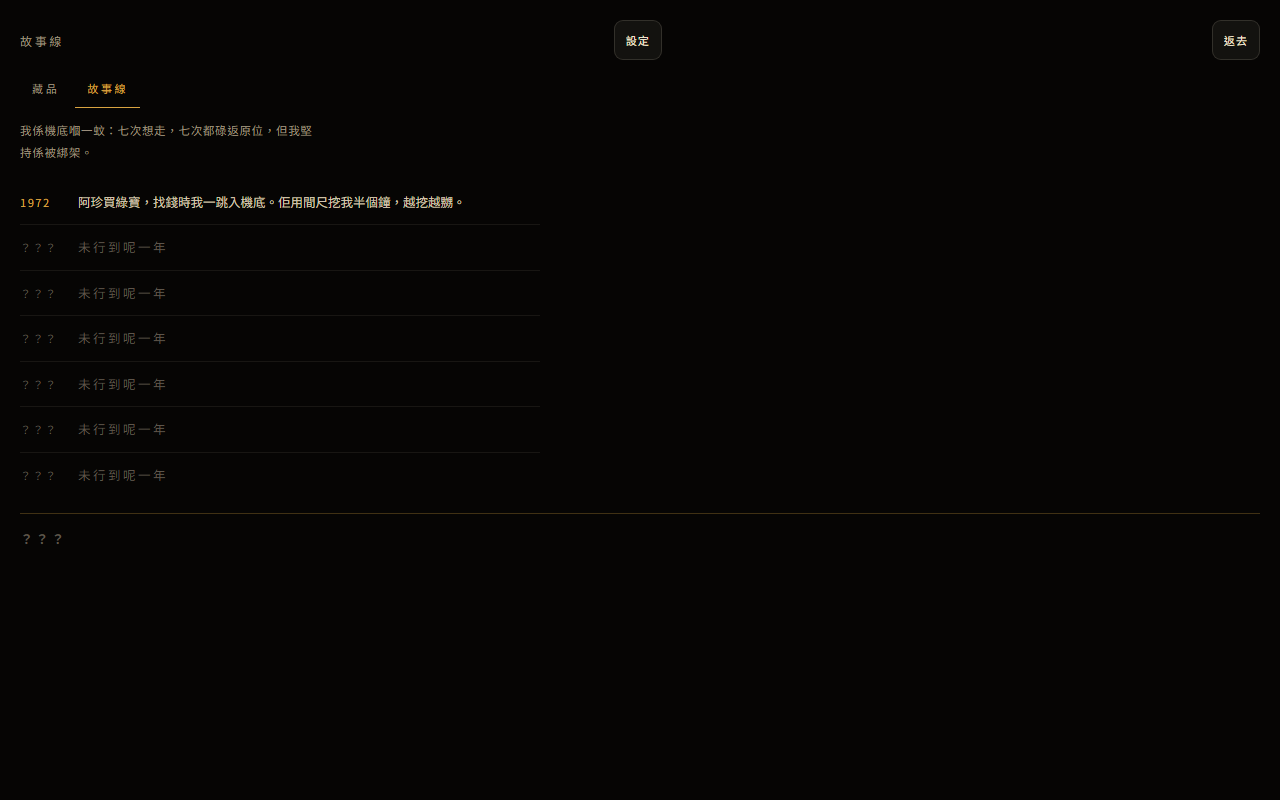 故事線
設定
返去
藏品
故事線
我係機底嗰一蚊：七次想走，七次都碌返原位，但我堅
持係被綁架。
1972 阿珍買綠寶，找錢時我一跳入機底。佢用間尺挖我半個鐘，越挖越嬲。
？？？ 未行到呢一年
？？？ 未行到呢一年
？？？ 未行到呢一年
？？？ 未行到呢一年
？？？ 未行到呢一年
？？？ 未行到呢一年
？？？